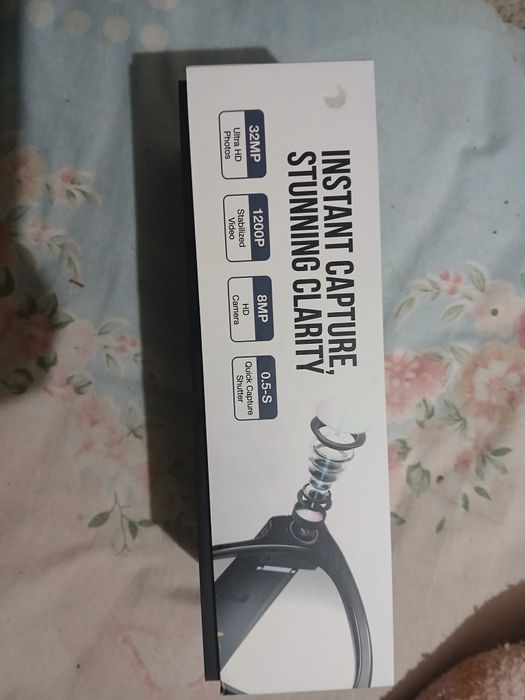 INSTANT CAPTURE,
STUNNING CLARITY
32MP
Ultra HD
Photos
1200P
Stabilized
Video
8MP
HD
Camera
0.5-S
Quick Capture
Shutter